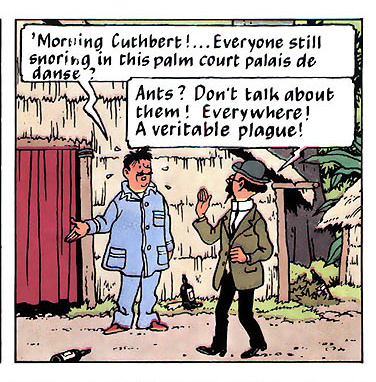 'Morning Cuthbert!...Everyone still
snoring in this palm court palais de
danse?
Ants? Don't talk about
them! Everywhere!
A veritable plague!